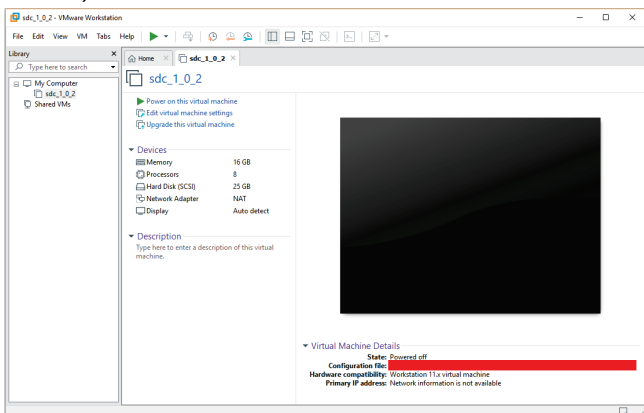 sdc_1_0_2 - VMware Workstation
File Edit View VM Tabs Help
Library
Type here to search
My Computer
sdc_1_0_2
Shared VMs
Home
sdc_1_0_2
sdc_1_0_2
Power on this virtual machine
Edit virtual machine settings
Upgrade this virtual machine
Devices
Memory 16 GB
Processors 8
Hard Disk (SCSI) 25 GB
Network Adapter NAT
Display Auto detect
Description
Type here to enter a description of this virtual
machine.
Virtual Machine Details
State: Powered off
Configuration file:
Hardware compatibility: Workstation 11.x virtual machine
Primary IP address: Network information is not available